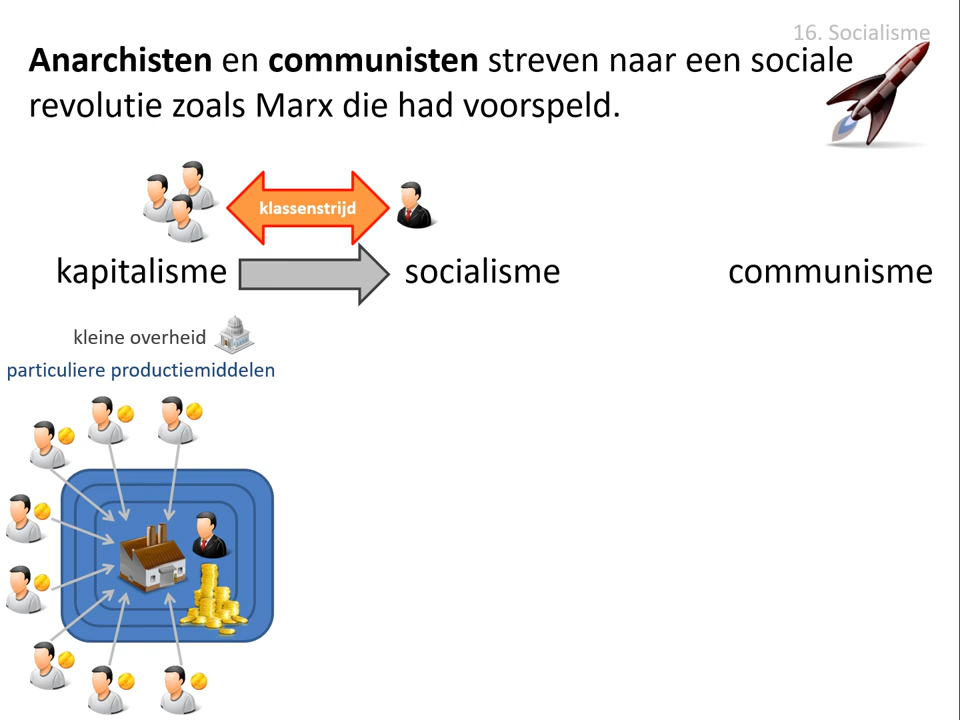 16. Socialisme
Anarchisten en communisten streven naar een sociale
revolutie zoals Marx die had voorspeld.
klassenstrijd
kapitalisme socialisme communisme
kleine overheid
particuliere productiemiddelen